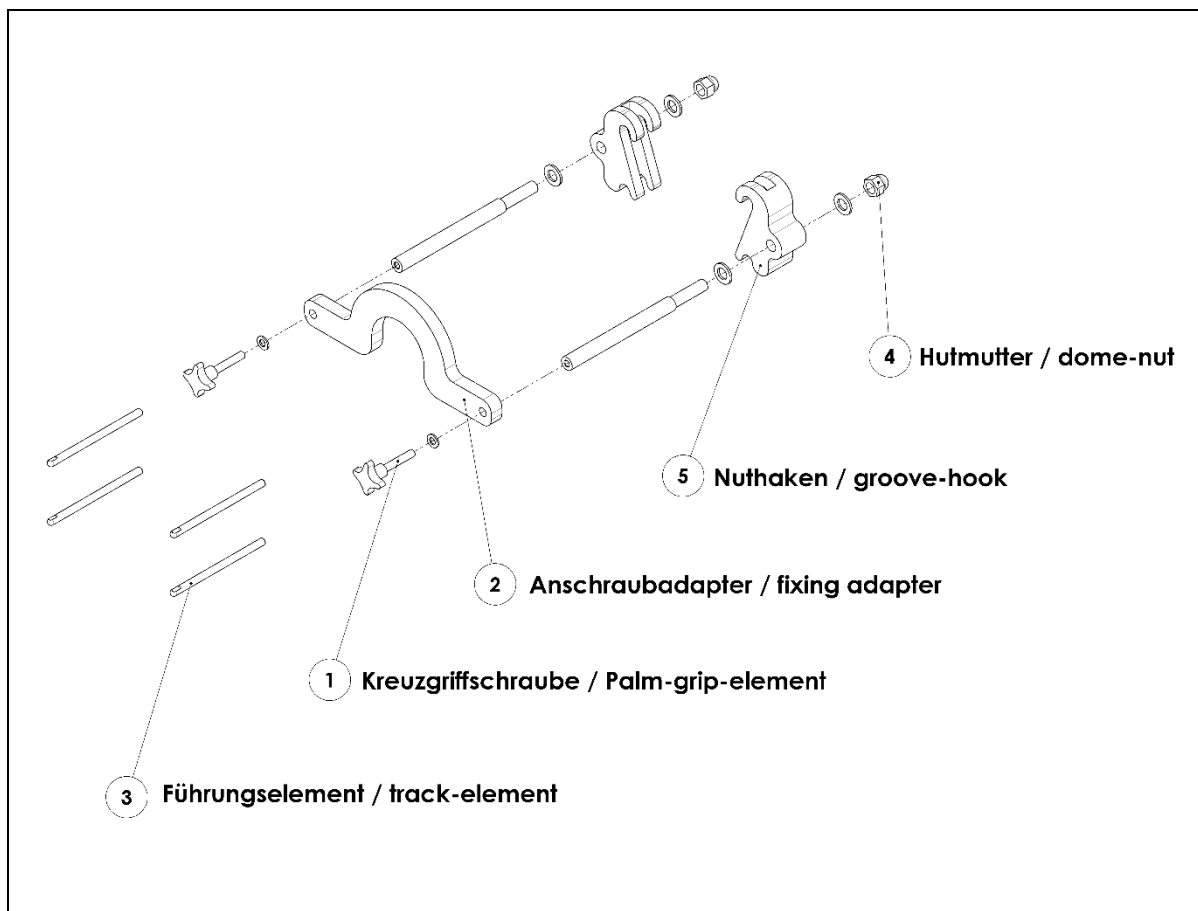 4 Hutmutter / dome-nut
5 Nuthaken / groove-hook
2 Anschraubadapter / fixing adapter
1 Kreuzgriffschraube / Palm-grip-element
3 Führungselement / track-element